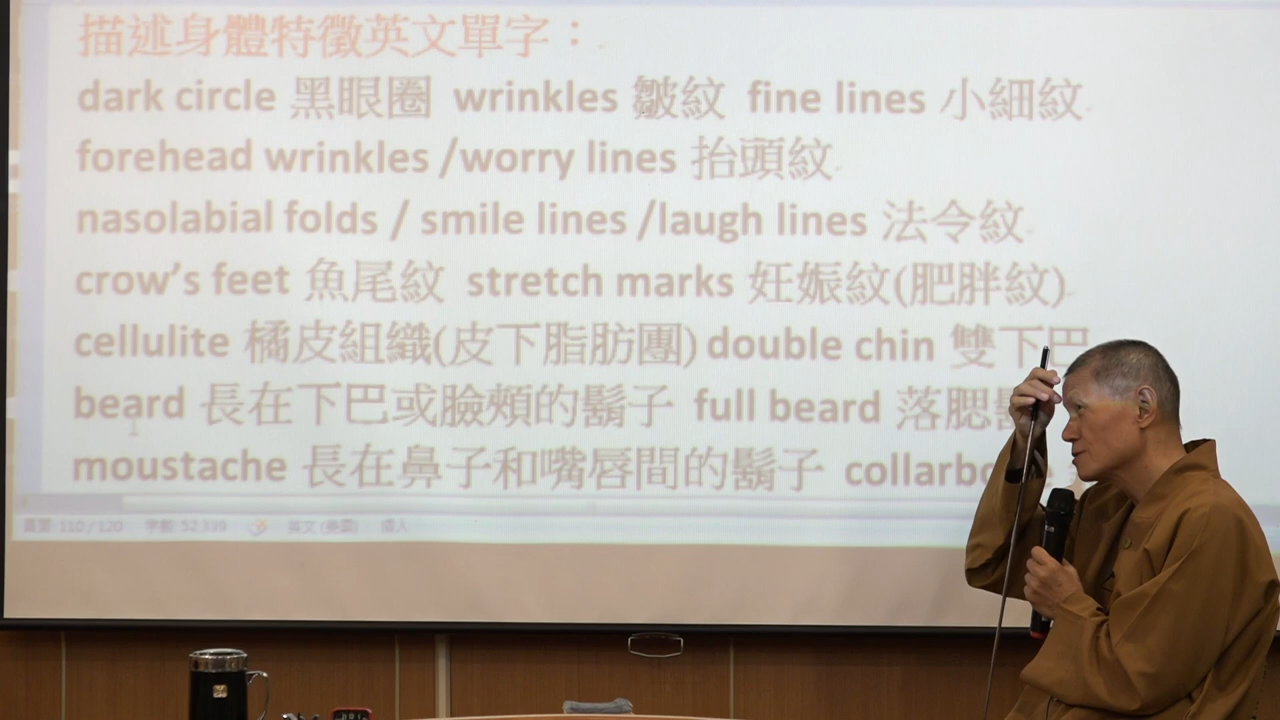 描述身體特徵英文單字：
dark circle 黑眼圈 wrinkles 皺紋 fine lines 小細紋
forehead wrinkles /worry lines 抬頭紋
nasolabial folds / smile lines /laugh lines 法令紋
crow’s feet 魚尾紋 stretch marks 妊娠紋(肥胖紋)
cellulite 橘皮組織(皮下脂肪團) double chin 雙下巴
beard 長在下巴或臉頰的鬍子 full beard 落腮
moustache 長在鼻子和嘴唇間的鬍子
頁面: 110 / 120 字數: 52,339 英文 (美國) 插入